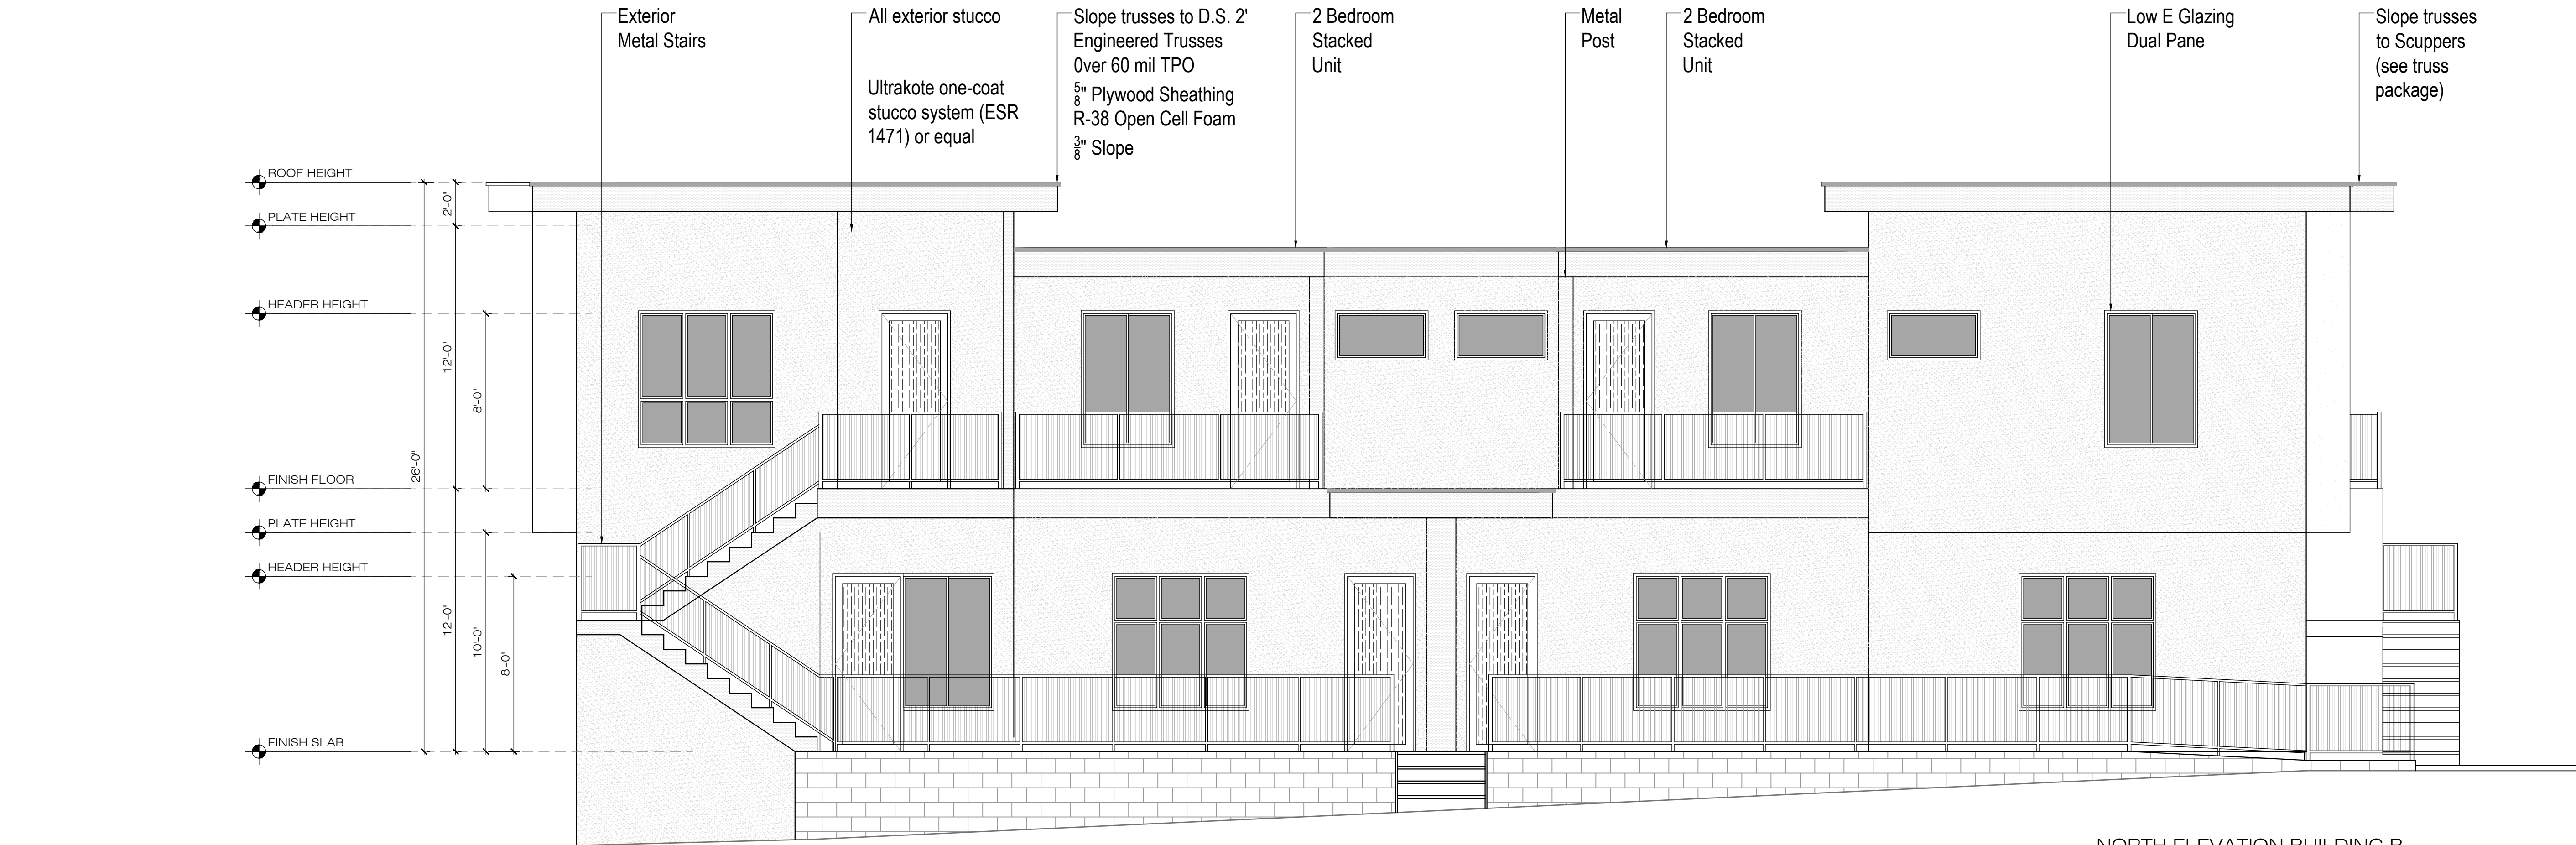 Exterior
Metal Stairs
All exterior stucco
Ultrakote one-coat
stucco system (ESR
1471) or equal
Slope trusses to D.S. 2'
Engineered Trusses
0ver 60 mil TPO
5/8" Plywood Sheathing
R-38 Open Cell Foam
3/8" Slope
2 Bedroom
Stacked
Unit
Metal
Post
2 Bedroom
Stacked
Unit
Low E Glazing
Dual Pane
Slope trusses
to Scuppers
(see truss
package)
ROOF HEIGHT
PLATE HEIGHT
HEADER HEIGHT
FINISH FLOOR
PLATE HEIGHT
HEADER HEIGHT
FINISH SLAB
26'-0"
2'-0"
12'-0"
8'-0"
12'-0"
10'-0"
8'-0"
NORTH ELEVATION BUILDING B